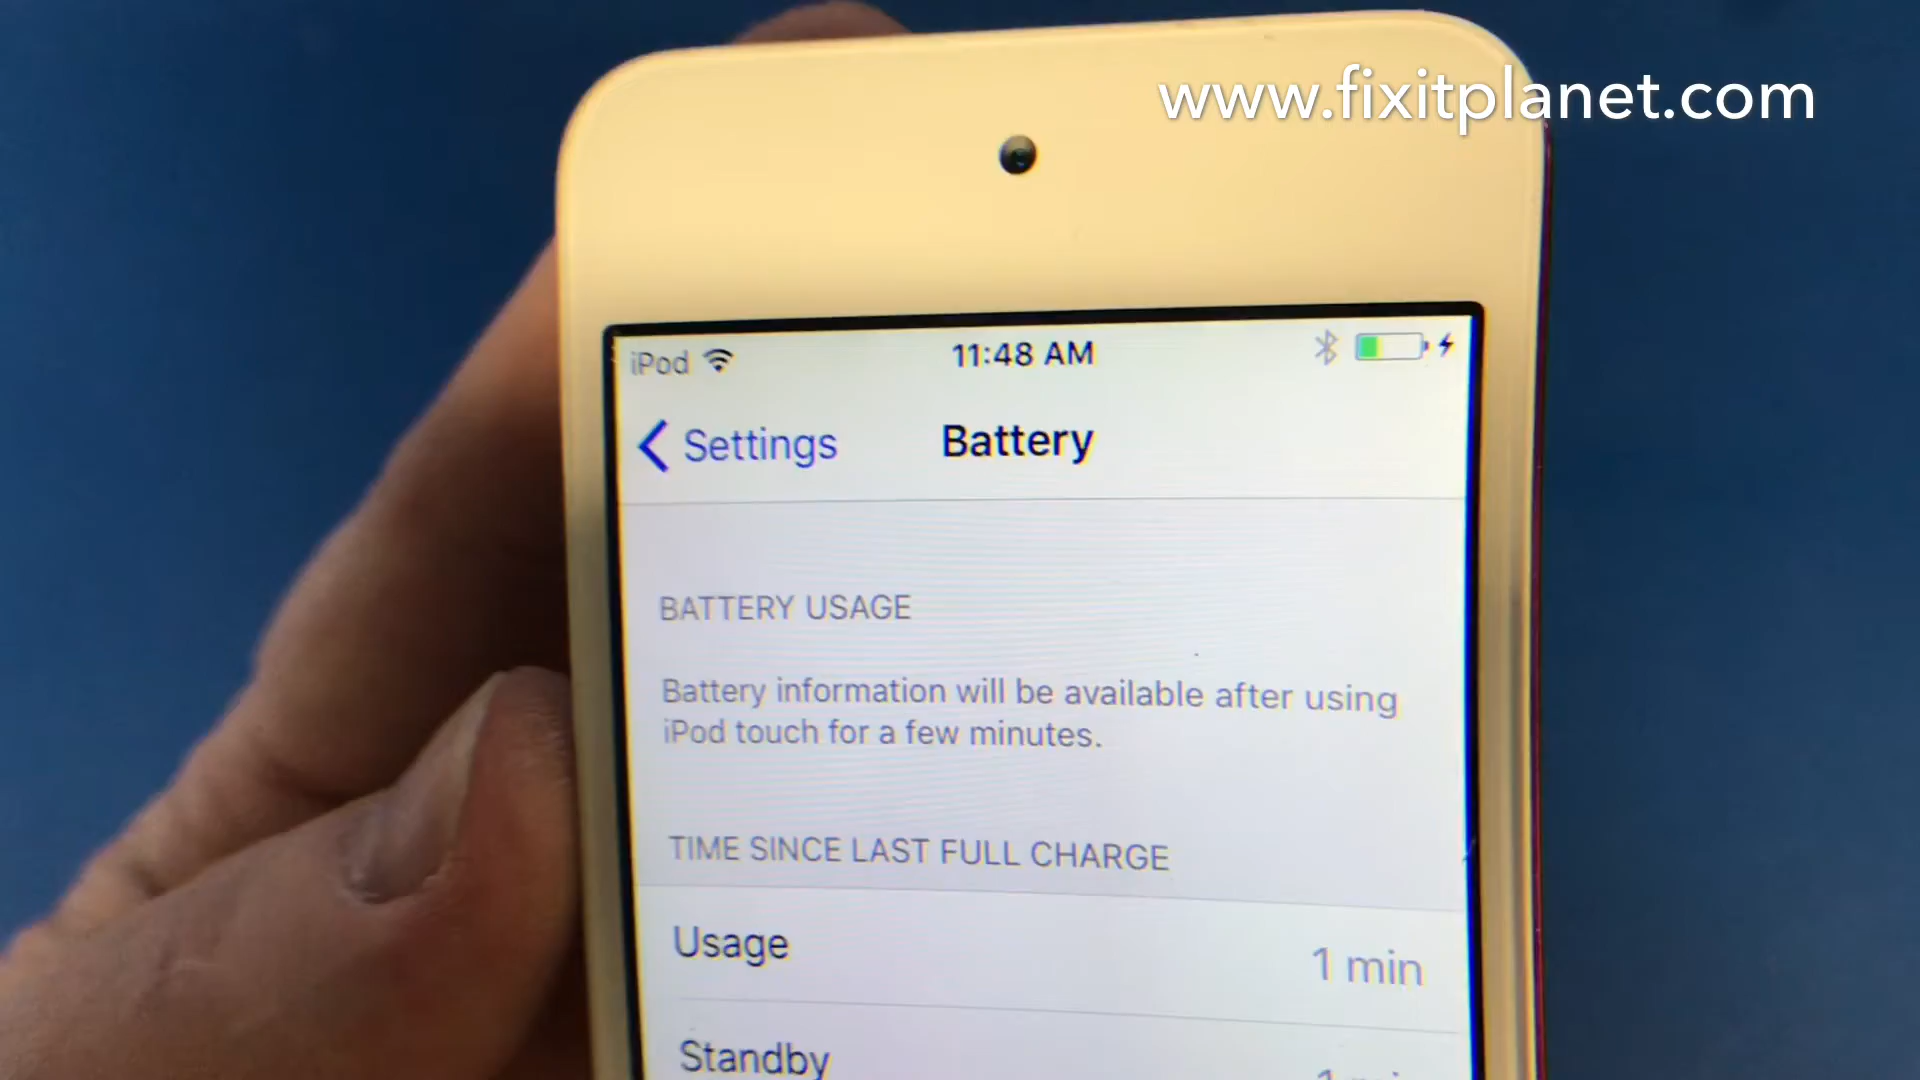 www.fixitplanet.com
iPod 11:48 AM
Settings Battery
BATTERY USAGE
Battery information will be available after using
iPod touch for a few minutes.
TIME SINCE LAST FULL CHARGE
Usage 1 min
Standby